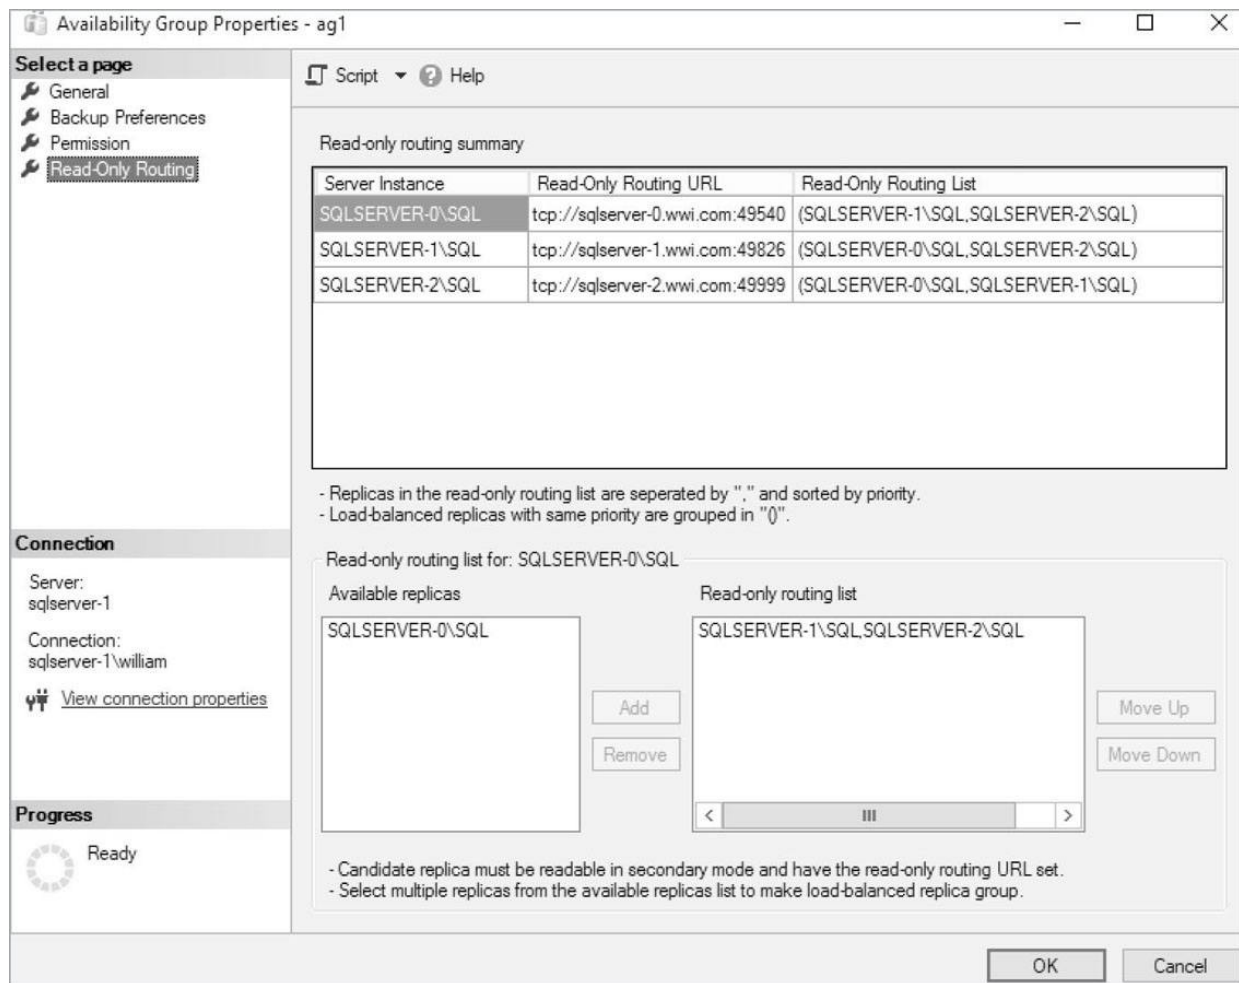 Availability Group Properties - ag1
Select a page
General
Backup Preferences
Permission
Read-Only Routing
Script
Help
Read-only routing summary
Server Instance Read-Only Routing URL Read-Only Routing List
SQLSERVER-0\SQL tcp://sqlserver-0.wwi.com:49540 (SQLSERVER-1\SQL,SQLSERVER-2\SQL)
SQLSERVER-1\SQL tcp://sqlserver-1.wwi.com:49826 (SQLSERVER-0\SQL,SQLSERVER-2\SQL)
SQLSERVER-2\SQL tcp://sqlserver-2.wwi.com:49999 (SQLSERVER-0\SQL,SQLSERVER-1\SQL)
- Replicas in the read-only routing list are seperated by "," and sorted by priority.
- Load-balanced replicas with same priority are grouped in "()".
Connection
Server:
sqlserver-1
Connection:
sqlserver-1\william
View connection properties
Read-only routing list for: SQLSERVER-0\SQL
Available replicas
SQLSERVER-0\SQL
Add
Remove
Read-only routing list
SQLSERVER-1\SQL,SQLSERVER-2\SQL
Move Up
Move Down
Progress
Ready
- Candidate replica must be readable in secondary mode and have the read-only routing URL set.
- Select multiple replicas from the available replicas list to make load-balanced replica group.
OK
Cancel